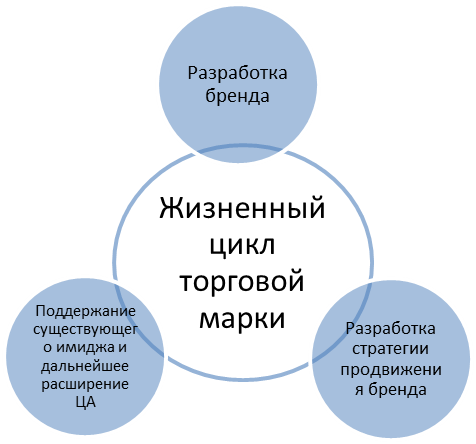 Разработка
бренда
Жизненный
цикл
торговой
марки
Поддержание
существующег
о имиджа и
дальнейшее
расширение
ЦА
Разработка
стратегии
продвижени
я бренда